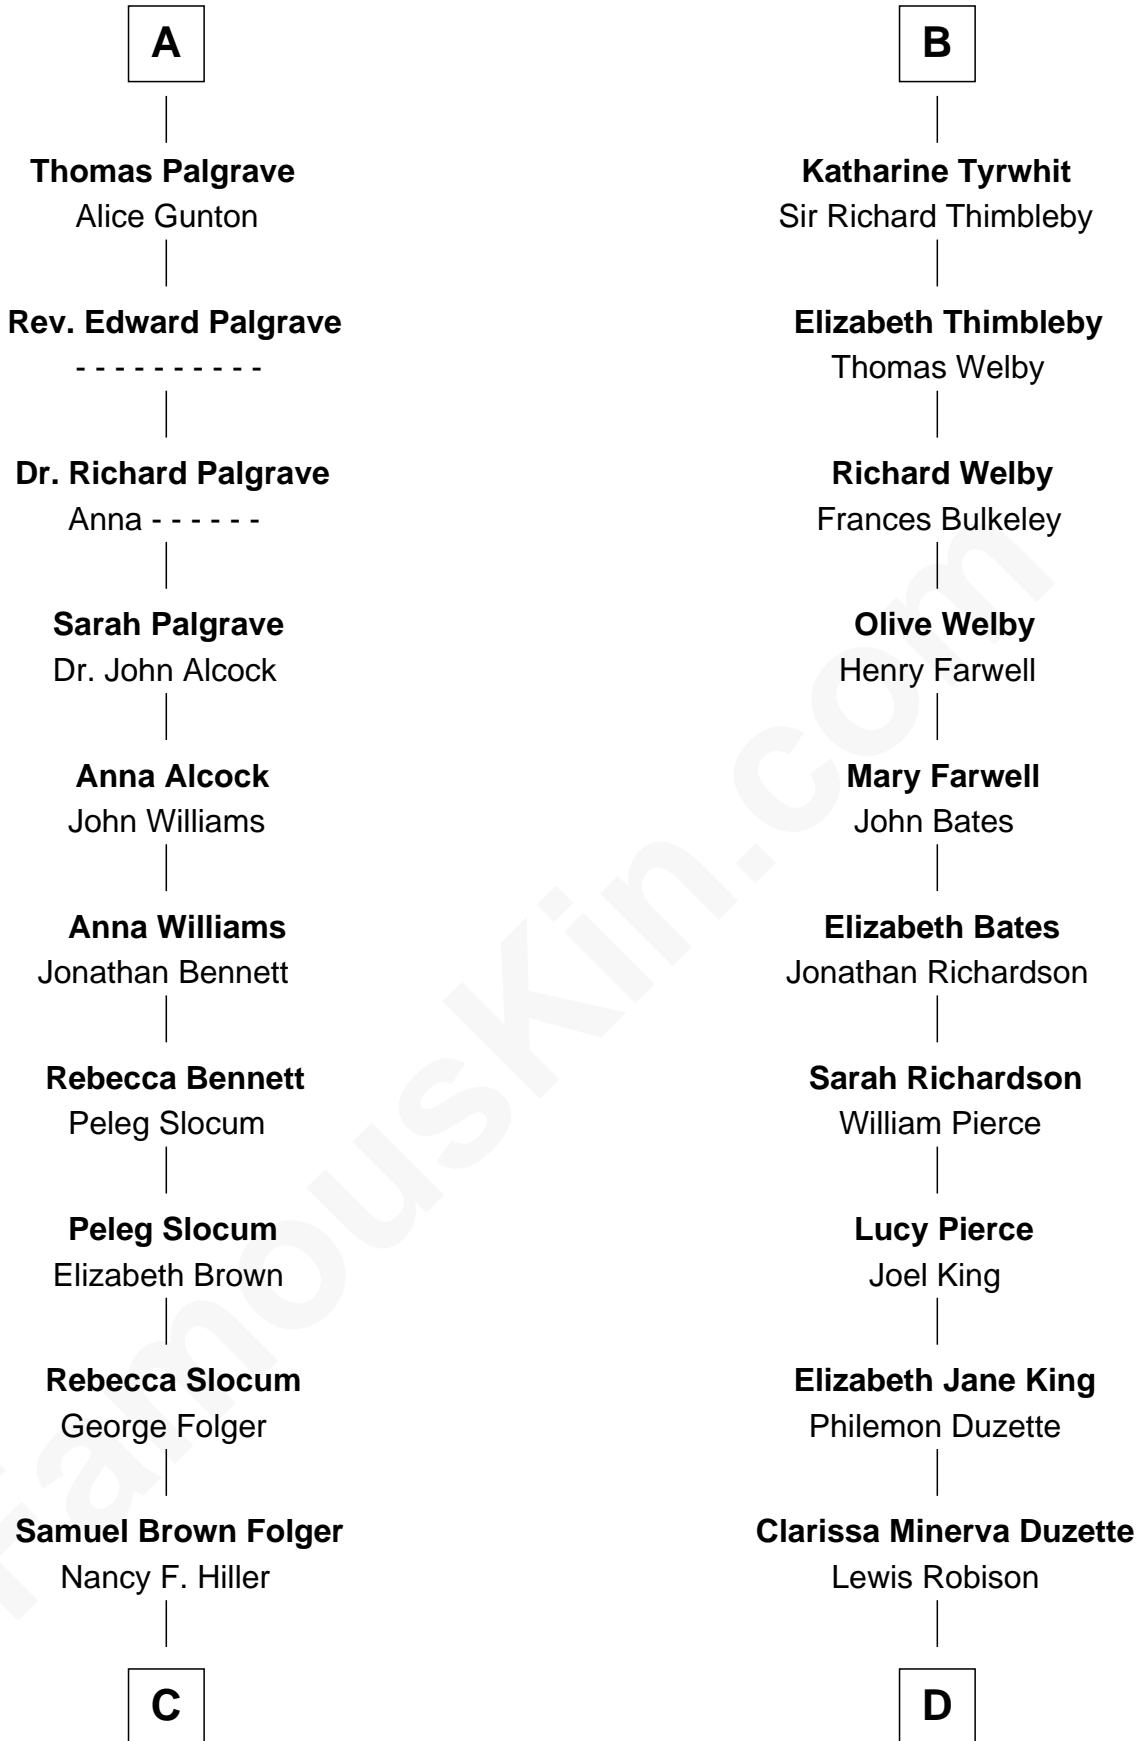 A
Thomas Palgrave
Alice Gunton
Rev. Edward Palgrave
- - - - - - - - - -
Dr. Richard Palgrave
Anna - - - - - -
Sarah Palgrave
Dr. John Alcock
Anna Alcock
John Williams
Anna Williams
Jonathan Bennett
Rebecca Bennett
Peleg Slocum
Peleg Slocum
Elizabeth Brown
Rebecca Slocum
George Folger
Samuel Brown Folger
Nancy F. Hiller
C
B
Katharine Tyrwhit
Sir Richard Thimbleby
Elizabeth Thimbleby
Thomas Welby
Richard Welby
Frances Bulkeley
Olive Welby
Henry Farwell
Mary Farwell
John Bates
Elizabeth Bates
Jonathan Richardson
Sarah Richardson
William Pierce
Lucy Pierce
Joel King
Elizabeth Jane King
Philemon Duzette
Clarissa Minerva Duzette
Lewis Robison
D
FamousKin.com